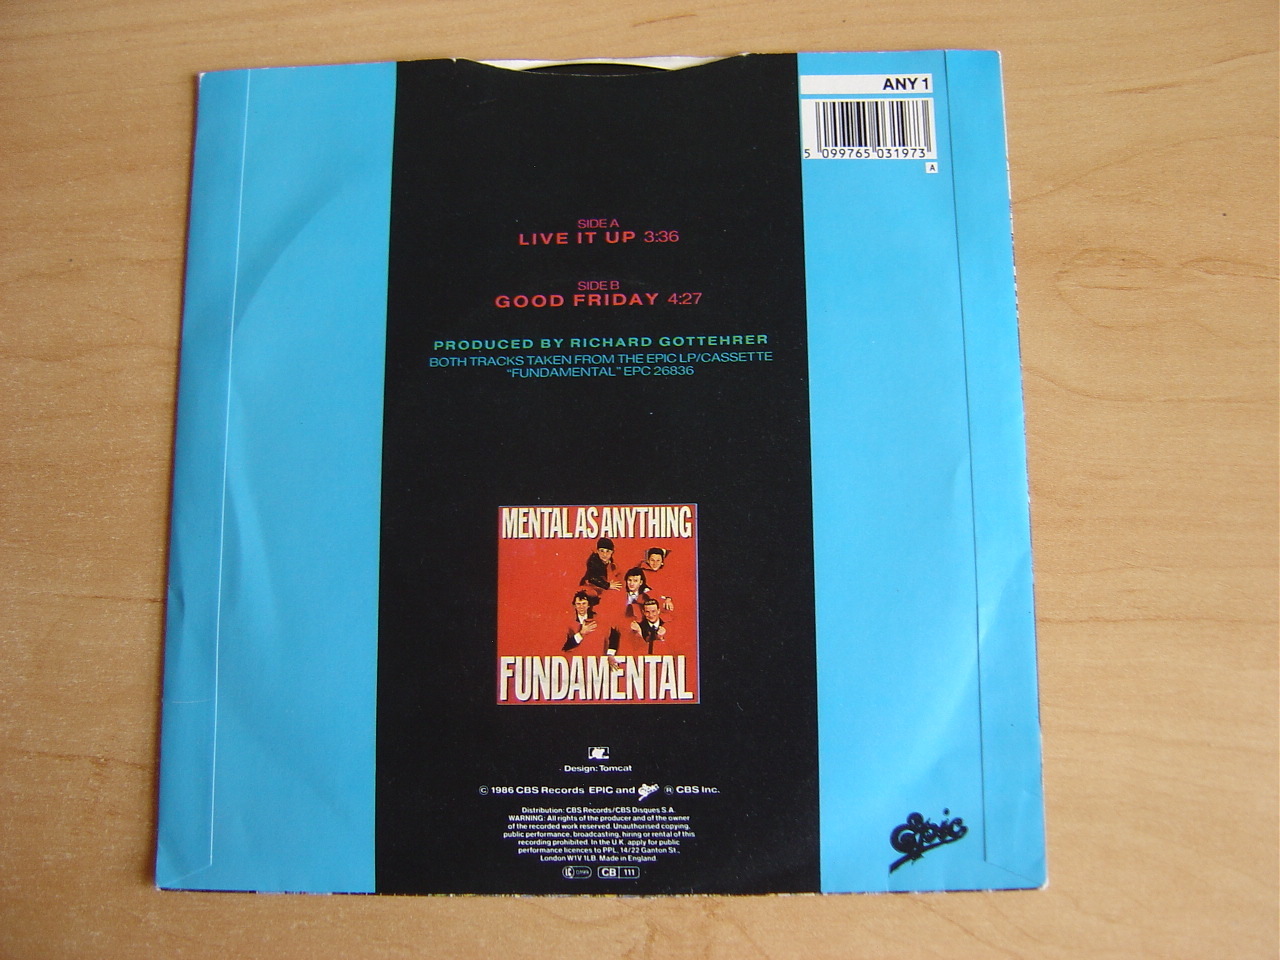 ANY 1
5 099765 031973
A
SIDE A
LIVE IT UP 3:36
SIDE B
GOOD FRIDAY 4:27
PRODUCED BY RICHARD GOTTEHRER
BOTH TRACKS TAKEN FROM THE EPIC LP/CASSETTE
"FUNDAMENTAL" EPC 26836
MENTAL AS ANYTHING
FUNDAMENTAL
Design: Tomcat
© 1986 CBS Records EPIC and Epic ® CBS Inc.
Distribution: CBS Records/CBS Disques S.A.
WARNING: All rights of the producer and of the owner
of the recorded work reserved. Unauthorised copying,
public performance, broadcasting, hiring or rental of this
recording prohibited. In the U.K. apply for public
performance licences to PPL, 14/22 Ganton St.,
London W1V 1LB. Made in England.
CB 111
Epic